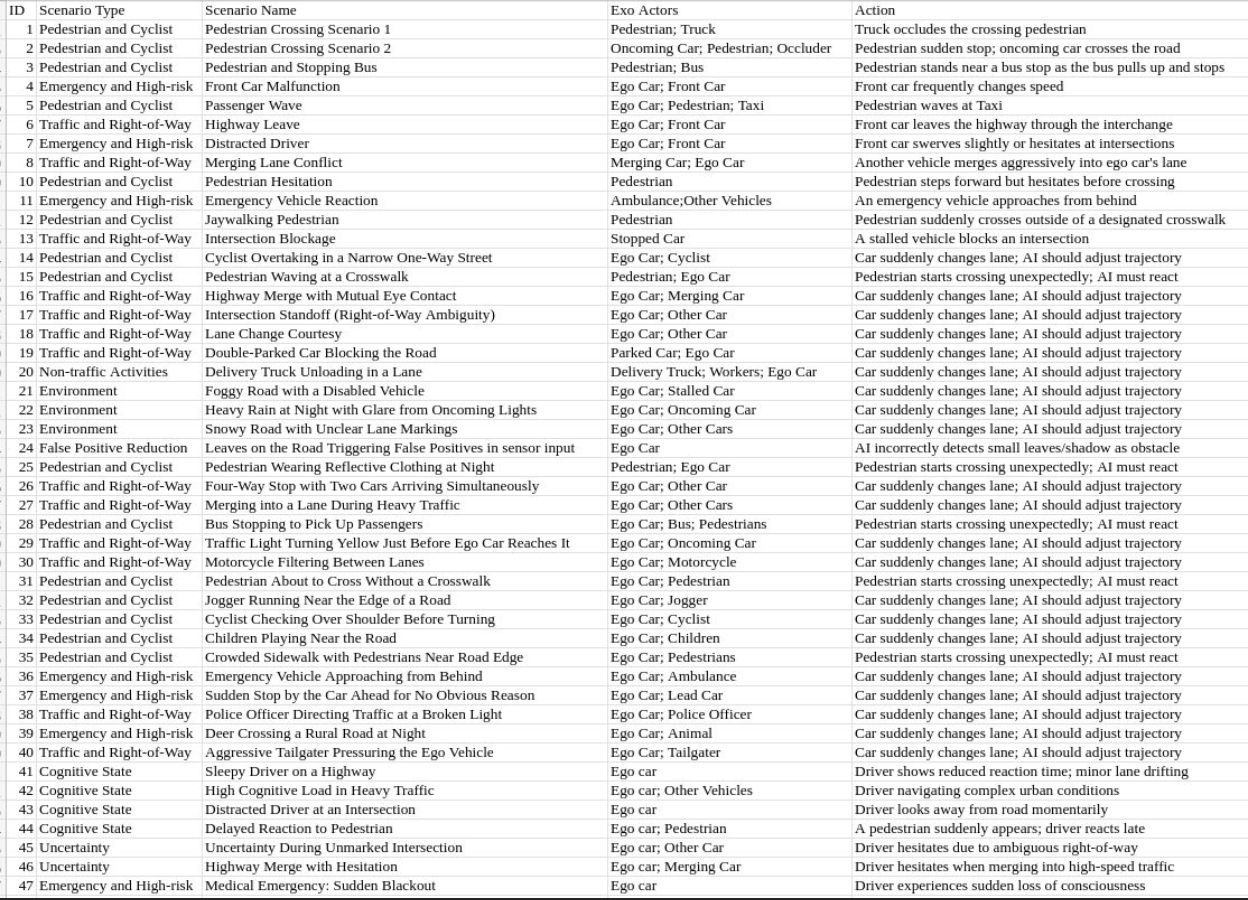 ID Scenario Type Scenario Name Exo Actors Action
1 Pedestrian and Cyclist Pedestrian Crossing Scenario 1 Pedestrian; Truck Truck occludes the crossing pedestrian
2 Pedestrian and Cyclist Pedestrian Crossing Scenario 2 Oncoming Car; Pedestrian; Occluder Pedestrian sudden stop; oncoming car crosses the road
3 Pedestrian and Cyclist Pedestrian and Stopping Bus Pedestrian; Bus Pedestrian stands near a bus stop as the bus pulls up and stops
4 Emergency and High-risk Front Car Malfunction Ego Car; Front Car Front car frequently changes speed
5 Pedestrian and Cyclist Passenger Wave Ego Car; Pedestrian; Taxi Pedestrian waves at Taxi
6 Traffic and Right-of-Way Highway Leave Ego Car; Front Car Front car leaves the highway through the interchange
7 Emergency and High-risk Distracted Driver Ego Car; Front Car Front car swerves slightly or hesitates at intersections
8 Traffic and Right-of-Way Merging Lane Conflict Merging Car; Ego Car Another vehicle merges aggressively into ego car's lane
10 Pedestrian and Cyclist Pedestrian Hesitation Pedestrian Pedestrian steps forward but hesitates before crossing
11 Emergency and High-risk Emergency Vehicle Reaction Ambulance;Other Vehicles An emergency vehicle approaches from behind
12 Pedestrian and Cyclist Jaywalking Pedestrian Pedestrian Pedestrian suddenly crosses outside of a designated crosswalk
13 Traffic and Right-of-Way Intersection Blockage Stopped Car A stalled vehicle blocks an intersection
14 Pedestrian and Cyclist Cyclist Overtaking in a Narrow One-Way Street Ego Car; Cyclist Car suddenly changes lane; AI should adjust trajectory
15 Pedestrian and Cyclist Pedestrian Waving at a Crosswalk Pedestrian; Ego Car Pedestrian starts crossing unexpectedly; AI must react
16 Traffic and Right-of-Way Highway Merge with Mutual Eye Contact Ego Car; Merging Car Car suddenly changes lane; AI should adjust trajectory
17 Traffic and Right-of-Way Intersection Standoff (Right-of-Way Ambiguity) Ego Car; Other Car Car suddenly changes lane; AI should adjust trajectory
18 Traffic and Right-of-Way Lane Change Courtesy Ego Car; Other Car Car suddenly changes lane; AI should adjust trajectory
19 Traffic and Right-of-Way Double-Parked Car Blocking the Road Parked Car; Ego Car Car suddenly changes lane; AI should adjust trajectory
20 Non-traffic Activities Delivery Truck Unloading in a Lane Delivery Truck; Workers; Ego Car Car suddenly changes lane; AI should adjust trajectory
21 Environment Foggy Road with a Disabled Vehicle Ego Car; Stalled Car Car suddenly changes lane; AI should adjust trajectory
22 Environment Heavy Rain at Night with Glare from Oncoming Lights Ego Car; Oncoming Car Car suddenly changes lane; AI should adjust trajectory
23 Environment Snowy Road with Unclear Lane Markings Ego Car; Other Cars Car suddenly changes lane; AI should adjust trajectory
24 False Positive Reduction Leaves on the Road Triggering False Positives in sensor input Ego Car AI incorrectly detects small leaves/shadow as obstacle
25 Pedestrian and Cyclist Pedestrian Wearing Reflective Clothing at Night Pedestrian; Ego Car Pedestrian starts crossing unexpectedly; AI must react
26 Traffic and Right-of-Way Four-Way Stop with Two Cars Arriving Simultaneously Ego Car; Other Car Car suddenly changes lane; AI should adjust trajectory
27 Traffic and Right-of-Way Merging into a Lane During Heavy Traffic Ego Car; Other Cars Car suddenly changes lane; AI should adjust trajectory
28 Pedestrian and Cyclist Bus Stopping to Pick Up Passengers Ego Car; Bus; Pedestrians Pedestrian starts crossing unexpectedly; AI must react
29 Traffic and Right-of-Way Traffic Light Turning Yellow Just Before Ego Car Reaches It Ego Car; Oncoming Car Car suddenly changes lane; AI should adjust trajectory
30 Traffic and Right-of-Way Motorcycle Filtering Between Lanes Ego Car; Motorcycle Car suddenly changes lane; AI should adjust trajectory
31 Pedestrian and Cyclist Pedestrian About to Cross Without a Crosswalk Ego Car; Pedestrian Pedestrian starts crossing unexpectedly; AI must react
32 Pedestrian and Cyclist Jogger Running Near the Edge of a Road Ego Car; Jogger Car suddenly changes lane; AI should adjust trajectory
33 Pedestrian and Cyclist Cyclist Checking Over Shoulder Before Turning Ego Car; Cyclist Car suddenly changes lane; AI should adjust trajectory
34 Pedestrian and Cyclist Children Playing Near the Road Ego Car; Children Car suddenly changes lane; AI should adjust trajectory
35 Pedestrian and Cyclist Crowded Sidewalk with Pedestrians Near Road Edge Ego Car; Pedestrians Pedestrian starts crossing unexpectedly; AI must react
36 Emergency and High-risk Emergency Vehicle Approaching from Behind Ego Car; Ambulance Car suddenly changes lane; AI should adjust trajectory
37 Emergency and High-risk Sudden Stop by the Car Ahead for No Obvious Reason Ego Car; Lead Car Car suddenly changes lane; AI should adjust trajectory
38 Traffic and Right-of-Way Police Officer Directing Traffic at a Broken Light Ego Car; Police Officer Car suddenly changes lane; AI should adjust trajectory
39 Emergency and High-risk Deer Crossing a Rural Road at Night Ego Car; Animal Car suddenly changes lane; AI should adjust trajectory
40 Traffic and Right-of-Way Aggressive Tailgater Pressuring the Ego Vehicle Ego Car; Tailgater Car suddenly changes lane; AI should adjust trajectory
41 Cognitive State Sleepy Driver on a Highway Ego car Driver shows reduced reaction time; minor lane drifting
42 Cognitive State High Cognitive Load in Heavy Traffic Ego car; Other Vehicles Driver navigating complex urban conditions
43 Cognitive State Distracted Driver at an Intersection Ego car Driver looks away from road momentarily
44 Cognitive State Delayed Reaction to Pedestrian Ego car; Pedestrian A pedestrian suddenly appears; driver reacts late
45 Uncertainty Uncertainty During Unmarked Intersection Ego car; Other Car Driver hesitates due to ambiguous right-of-way
46 Uncertainty Highway Merge with Hesitation Ego car; Merging Car Driver hesitates when merging into high-speed traffic
47 Emergency and High-risk Medical Emergency: Sudden Blackout Ego car Driver experiences sudden loss of consciousness